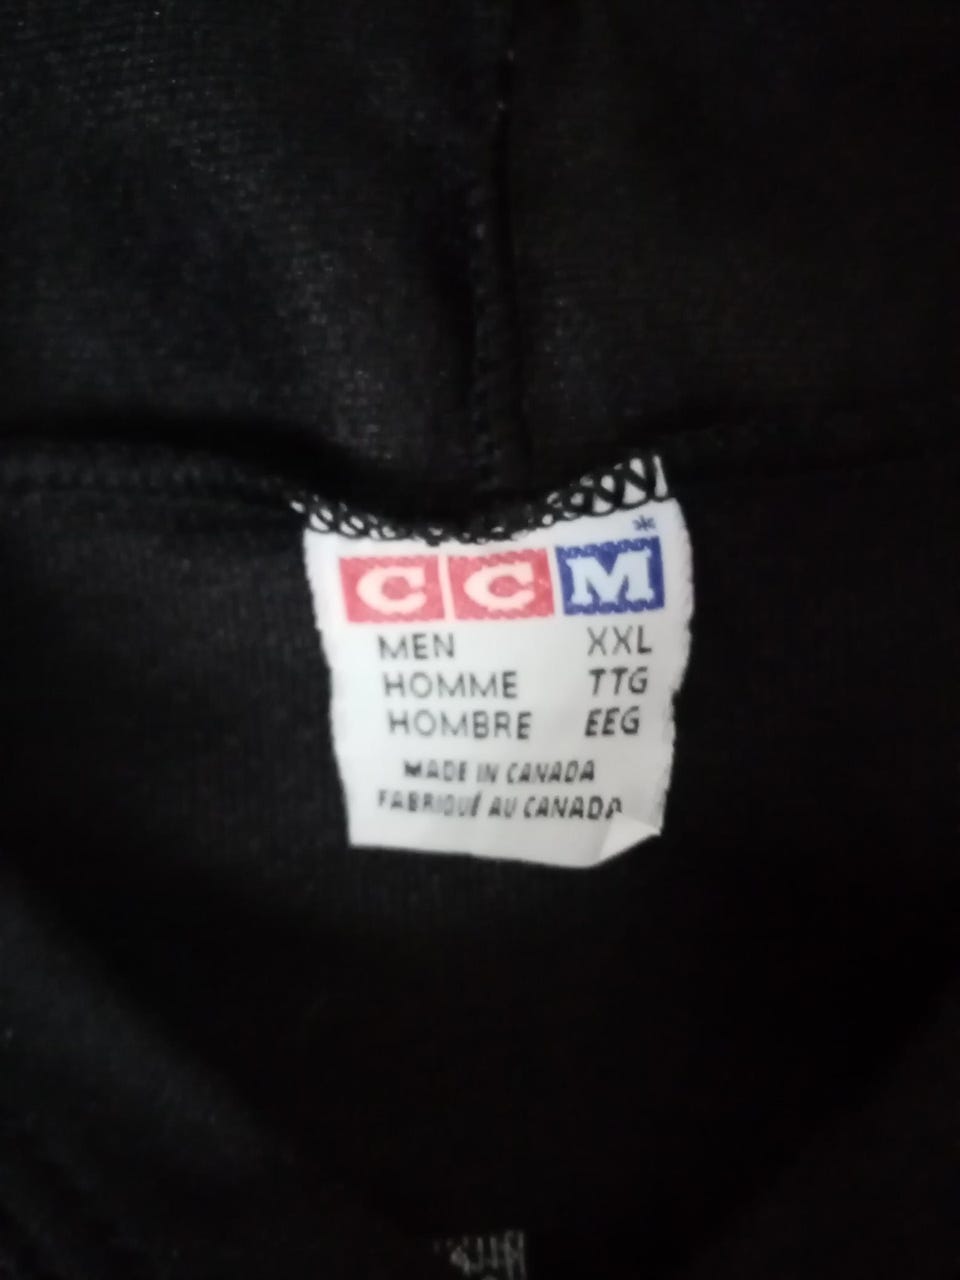 CCM*
MEN XXL
HOMME TTG
HOMBRE EEG
MADE IN CANADA
FABRIQUÉ AU CANADA